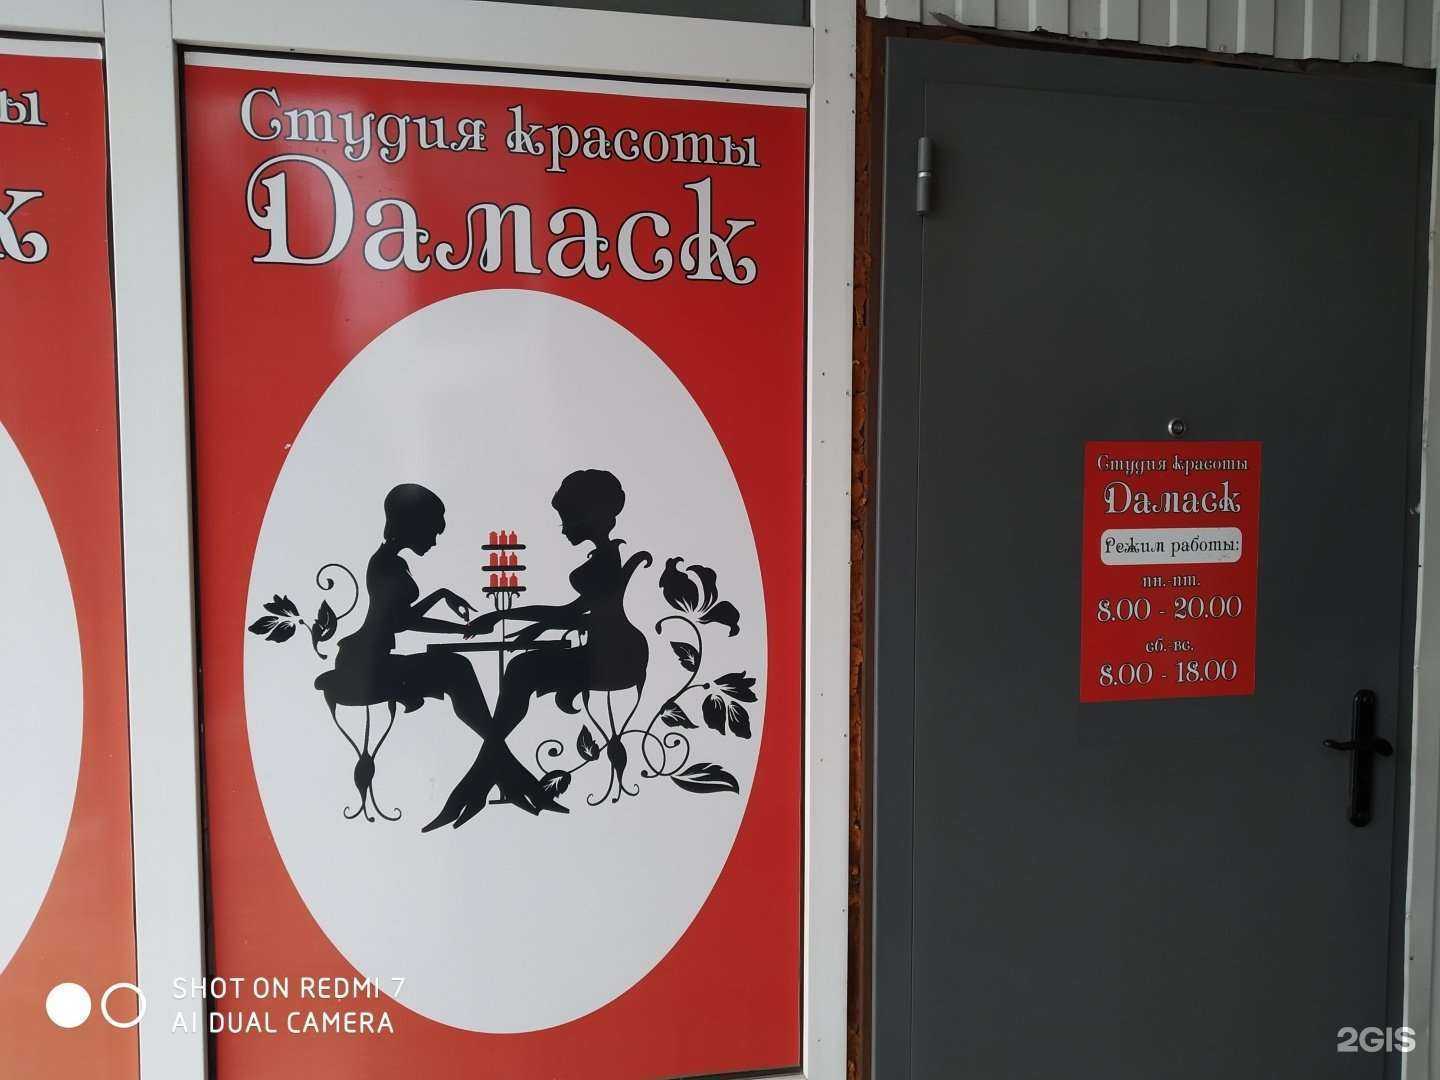 ы
к
Студия красоты
Дамаск
Студия красоты
Дамаск
Режим работы:
пн.-пт.
8.00 - 20.00
сб.-вс.
8.00 - 18.00
SHOT ON REDMI 7
AI DUAL CAMERA
2GIS